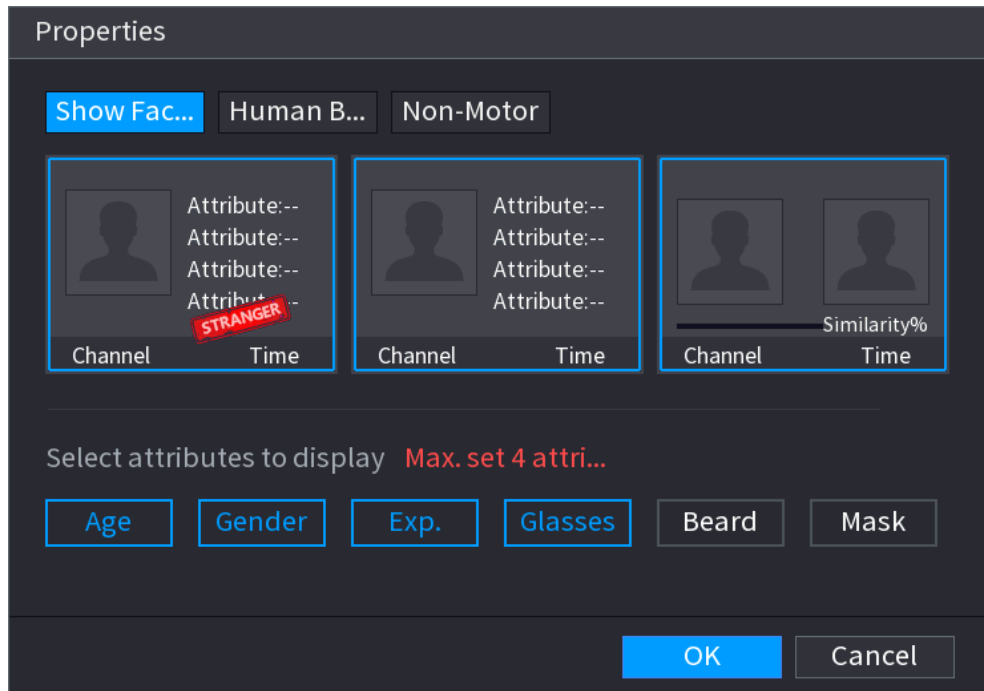 Properties
Show Fac... Human B... Non-Motor
Attribute:-- Attribute:--
Attribute:-- Attribute:--
Attribute:-- Attribute:--
Attribute:--
STRANGER Similarity%
Channel Time Channel Time Channel Time
Select attributes to display Max. set 4 attri...
Age Gender Exp. Glasses Beard Mask
OK Cancel